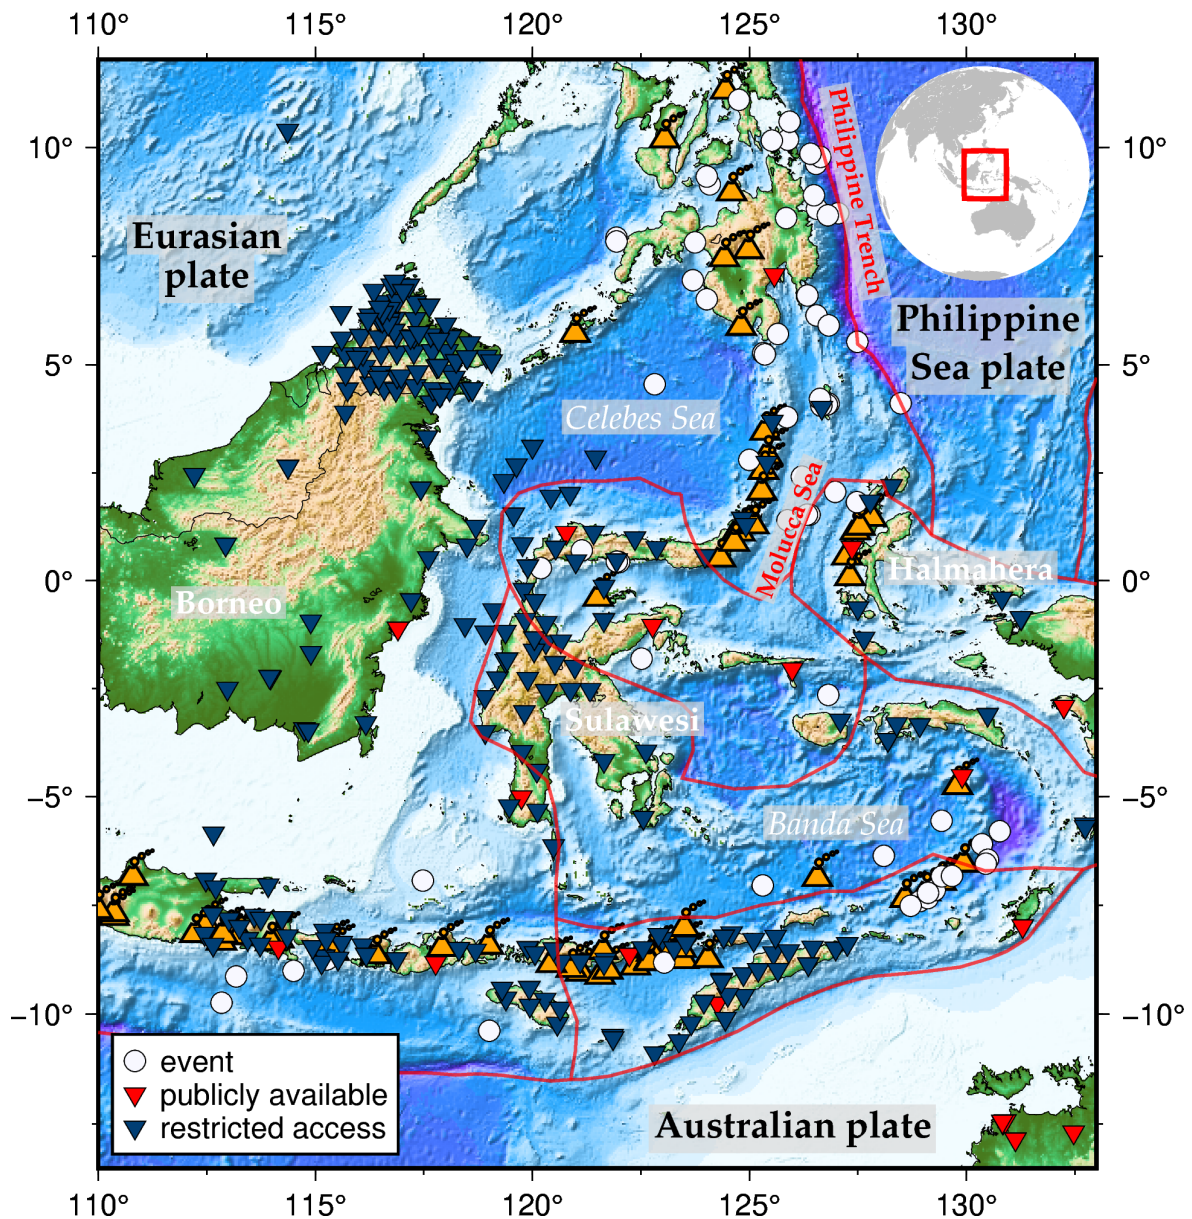 110° 115° 120° 125° 130°
10° 10°
Philippine Trench
Eurasian
plate
Philippine
Sea plate
5° 5°
Celebes Sea
Molucca Sea
Halmahera
0° 0°
Borneo
Sulawesi
−5° −5°
Banda Sea
−10° −10°
event
publicly available
restricted access
Australian plate
110° 115° 120° 125° 130°